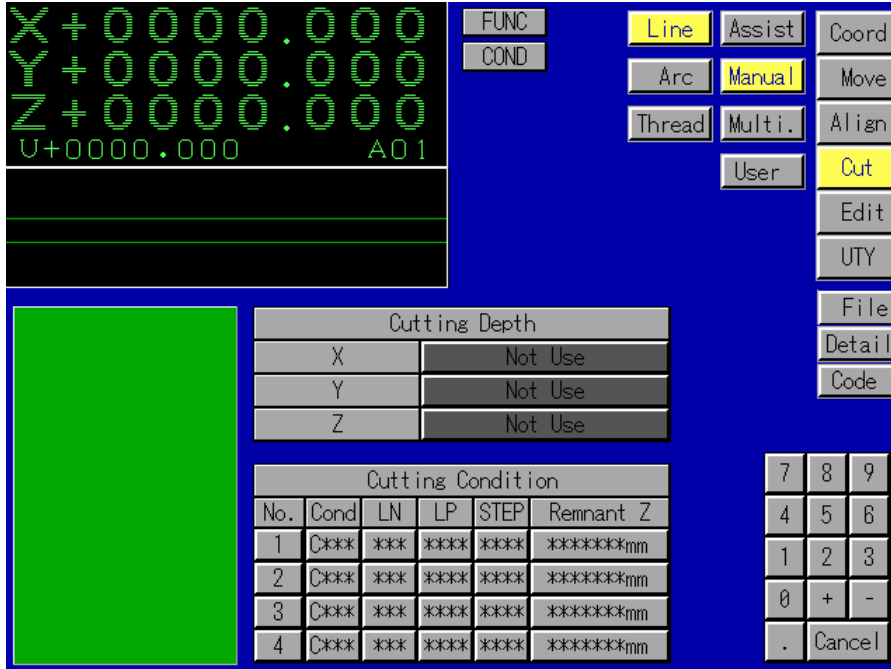 X+0000.000
Y+0000.000
Z+0000.000
U+0000.000 A01
FUNC
COND
Line Assist Coord
Arc Manual Move
Thread Multi. Align
User Cut
Edit
UTY
File
Detail
Code
Cutting Depth
X Not Use
Y Not Use
Z Not Use
Cutting Condition
No. Cond LN LP STEP Remnant Z
1 C*** *** **** **** *******mm
2 C*** *** **** **** *******mm
3 C*** *** **** **** *******mm
4 C*** *** **** **** *******mm
7 8 9
4 5 6
1 2 3
0 + -
. Cancel